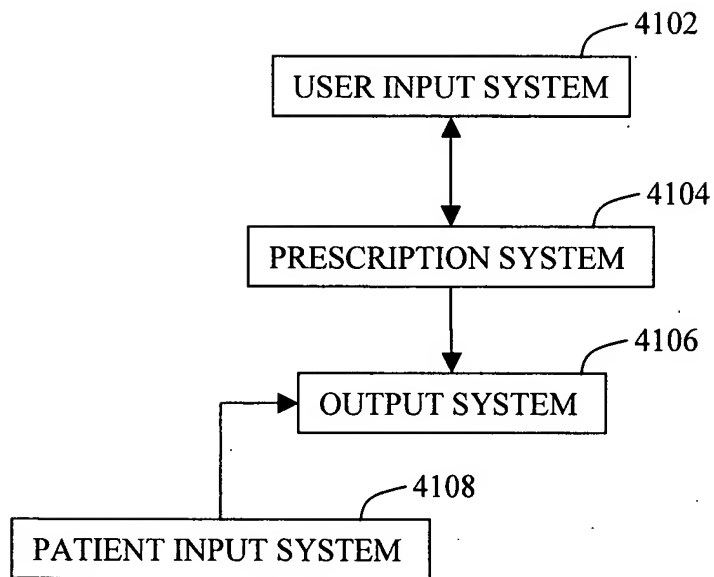 4102
USER INPUT SYSTEM
4104
PRESCRIPTION SYSTEM
4106
OUTPUT SYSTEM
4108
PATIENT INPUT SYSTEM